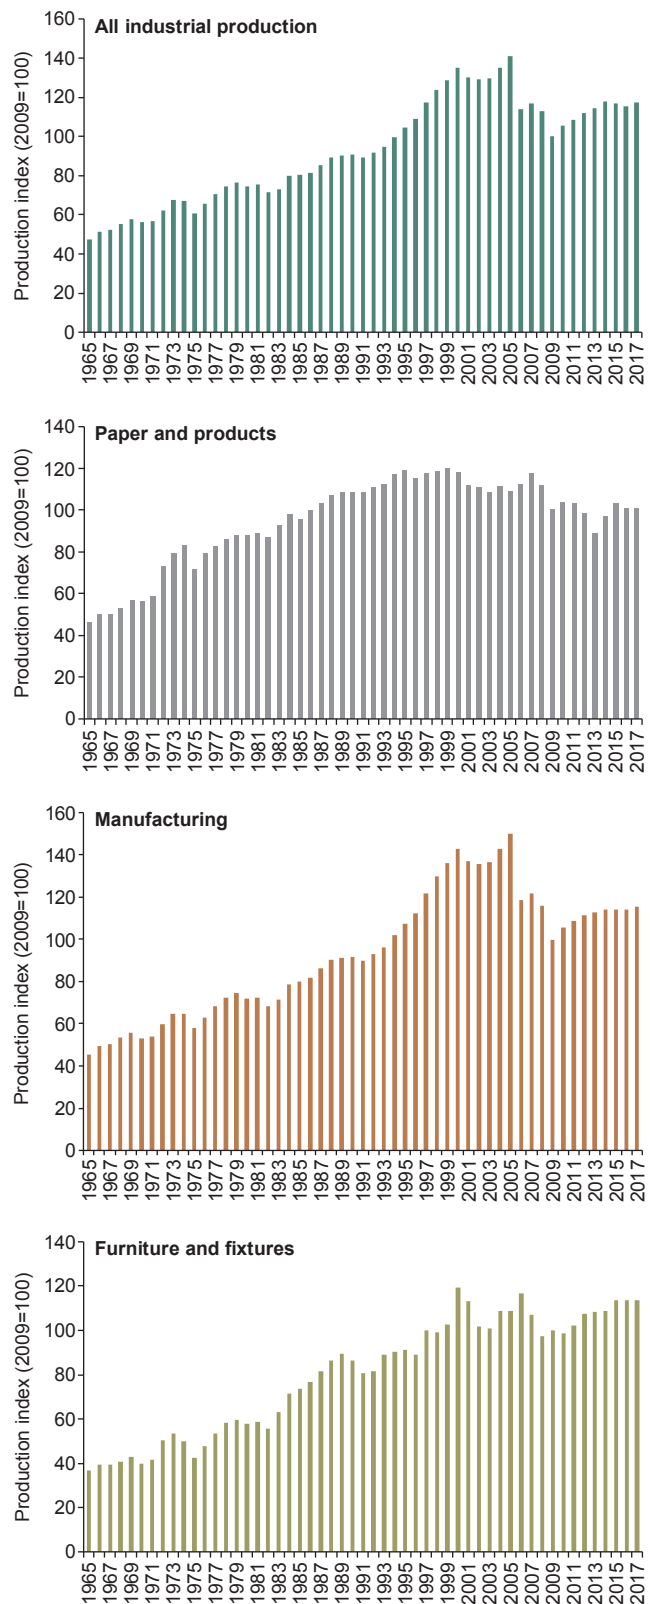 All industrial production
Production index (2009=100)
160
140
120
100
80
60
40
20
0
1965 1967 1969 1971 1973 1975 1977 1979 1981 1983 1985 1987 1989 1991 1993 1995 1997 1999 2001 2003 2005 2007 2009 2011 2013 2015 2017
Paper and products
Production index (2009=100)
140
120
100
80
60
40
20
0
1965 1967 1969 1971 1973 1975 1977 1979 1981 1983 1985 1987 1989 1991 1993 1995 1997 1999 2001 2003 2005 2007 2009 2011 2013 2015 2017
Manufacturing
Production index (2009=100)
160
140
120
100
80
60
40
20
0
1965 1967 1969 1971 1973 1975 1977 1979 1981 1983 1985 1987 1989 1991 1993 1995 1997 1999 2001 2003 2005 2007 2009 2011 2013 2015 2017
Furniture and fixtures
Production index (2009=100)
140
120
100
80
60
40
20
0
1965 1967 1969 1971 1973 1975 1977 1979 1981 1983 1985 1987 1989 1991 1993 1995 1997 1999 2001 2003 2005 2007 2009 2011 2013 2015 2017